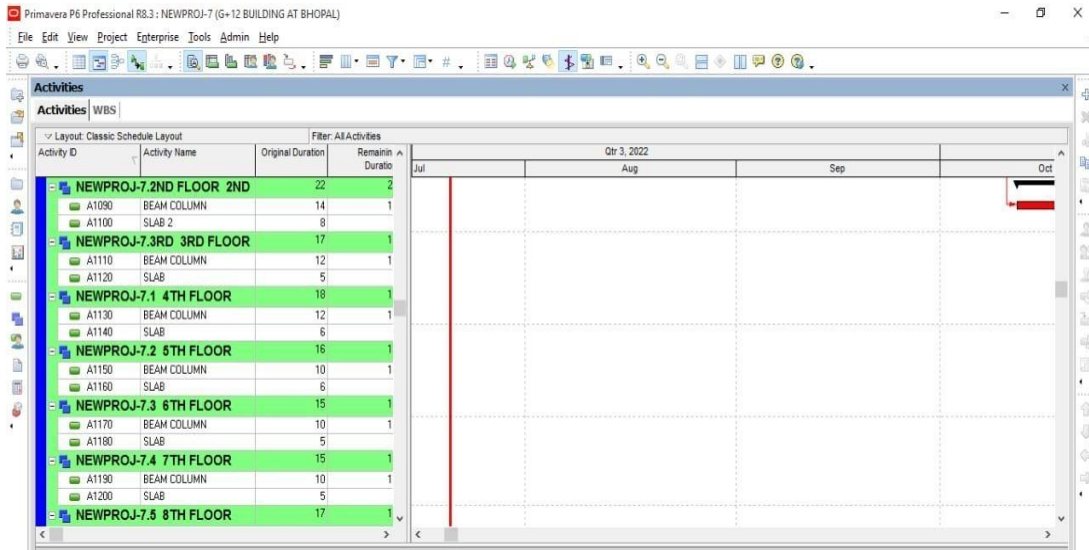 Primavera P6 Professional R8.3 : NEWPROJ-7 (G+12 BUILDING AT BHOPAL)
File Edit View Project Enterprise Tools Admin Help
Activities
Activities WBS
Layout: Classic Schedule Layout Filter: All Activities
Activity ID Activity Name Original Duration Remainin Duratio Qtr 3, 2022
Jul Aug Sep Oct
NEWPROJ-7.2ND FLOOR 2ND 22 2
A1090 BEAM COLUMN 14 1
A1100 SLAB 2 8
NEWPROJ-7.3RD 3RD FLOOR 17 1
A1110 BEAM COLUMN 12 1
A1120 SLAB 5
NEWPROJ-7.1 4TH FLOOR 18 1
A1130 BEAM COLUMN 12 1
A1140 SLAB 6
NEWPROJ-7.2 5TH FLOOR 16 1
A1150 BEAM COLUMN 10 1
A1160 SLAB 6
NEWPROJ-7.3 6TH FLOOR 15 1
A1170 BEAM COLUMN 10 1
A1180 SLAB 5
NEWPROJ-7.4 7TH FLOOR 15 1
A1190 BEAM COLUMN 10 1
A1200 SLAB 5
NEWPROJ-7.5 8TH FLOOR 17 1